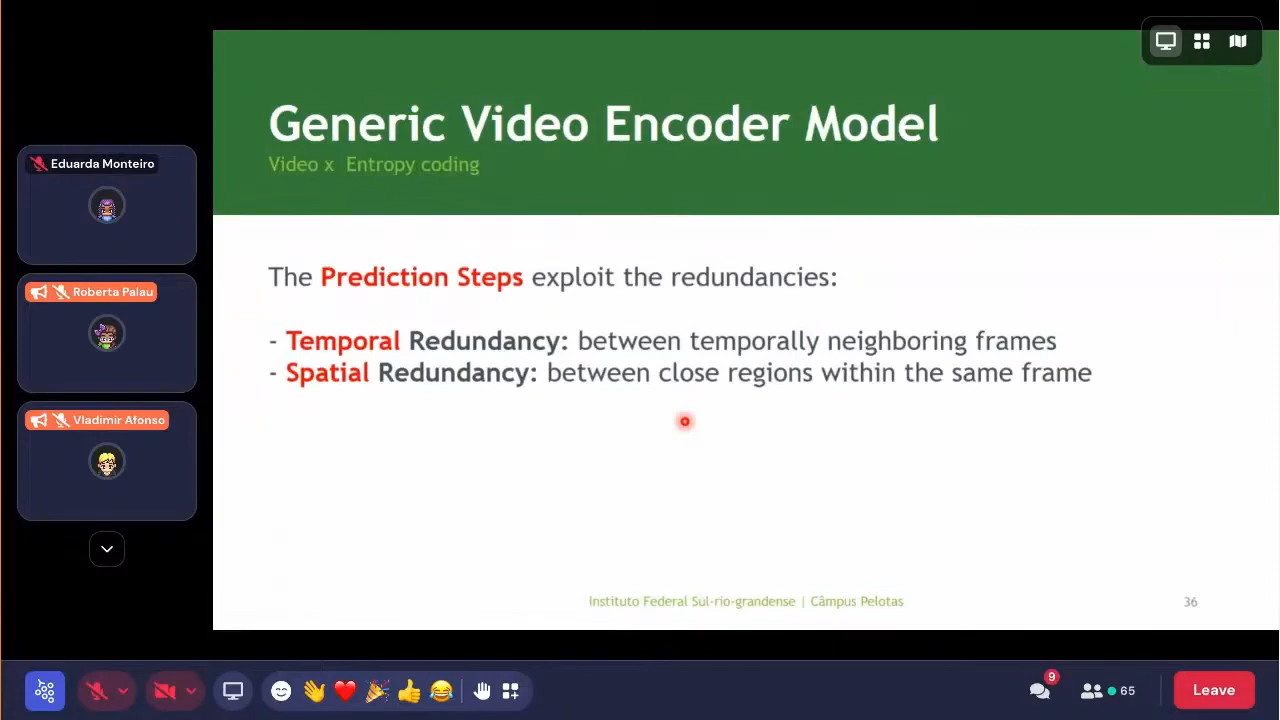 Eduarda Monteiro
Roberta Palau
Vladimir Afonso
Generic Video Encoder Model
Video x Entropy coding
The Prediction Steps exploit the redundancies:
- Temporal Redundancy: between temporally neighboring frames
- Spatial Redundancy: between close regions within the same frame
Instituto Federal Sul-rio-grandense | Câmpus Pelotas
36
9
65
Leave